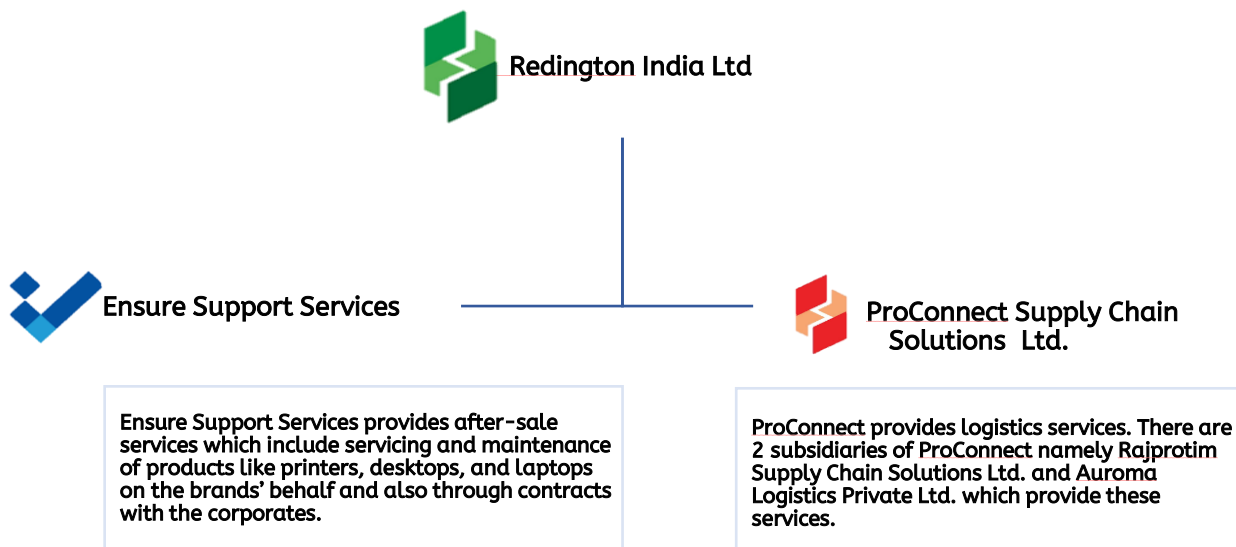 Redington India Ltd
Ensure Support Services
ProConnect Supply Chain
Solutions Ltd.
Ensure Support Services provides after-sale
services which include servicing and maintenance
of products like printers, desktops, and laptops
on the brands’ behalf and also through contracts
with the corporates.
ProConnect provides logistics services. There are
2 subsidiaries of ProConnect namely Rajprotim
Supply Chain Solutions Ltd. and Auroma
Logistics Private Ltd. which provide these
services.